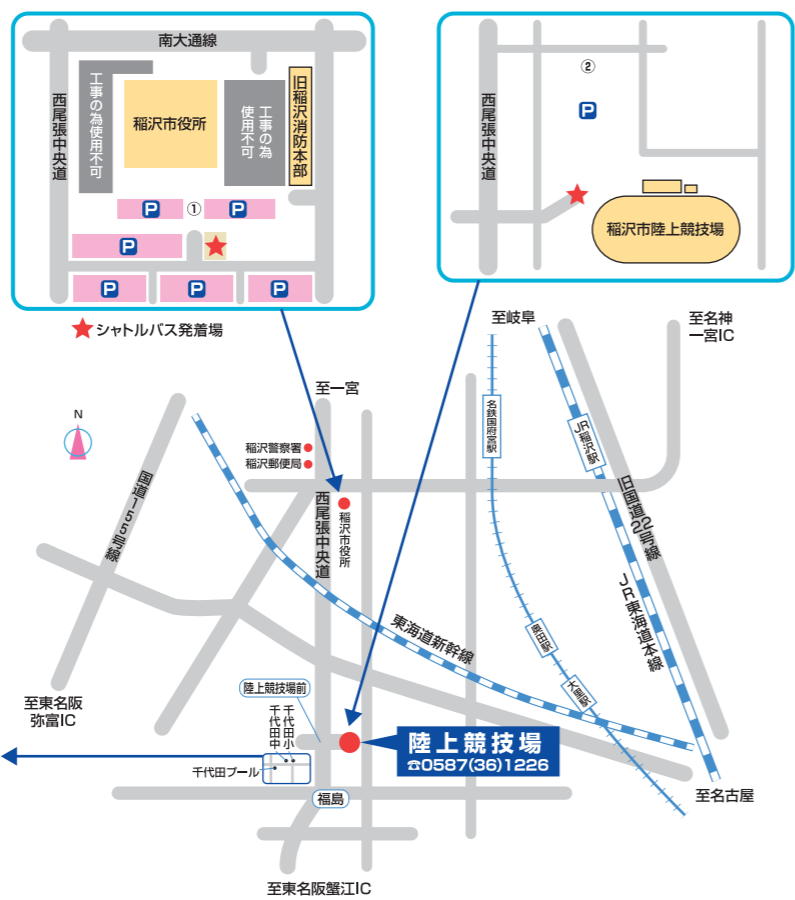 南大通線
西尾張中央道
工事の為使用不可
稲沢市役所
工事の為
使用不可
旧稲沢消防本部
P
①
P
P
P
P
P
★シャトルバス発着場
②
西尾張中央道
P
稲沢市陸上競技場
至岐阜
至名神
一宮IC
至一宮
N
稲沢警察署
稲沢郵便局
国道155号線
西尾張中央道
稲沢市役所
名鉄国府宮駅
JR稲沢駅
旧国道22号線
JR東海道本線
東海道新幹線
奥田駅
大里駅
至東名阪
弥富IC
陸上競技場前
千代田小
千代田中
千代田プール
陸上競技場
☎0587(36)1226
福島
至名古屋
至東名阪蟹江IC